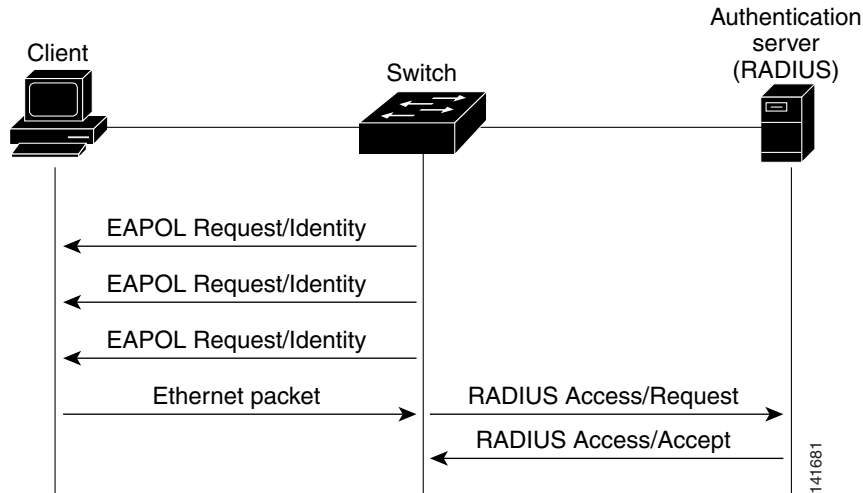 Authentication
server
(RADIUS)
Client
Switch
EAPOL Request/Identity
EAPOL Request/Identity
EAPOL Request/Identity
Ethernet packet
RADIUS Access/Request
RADIUS Access/Accept
141681